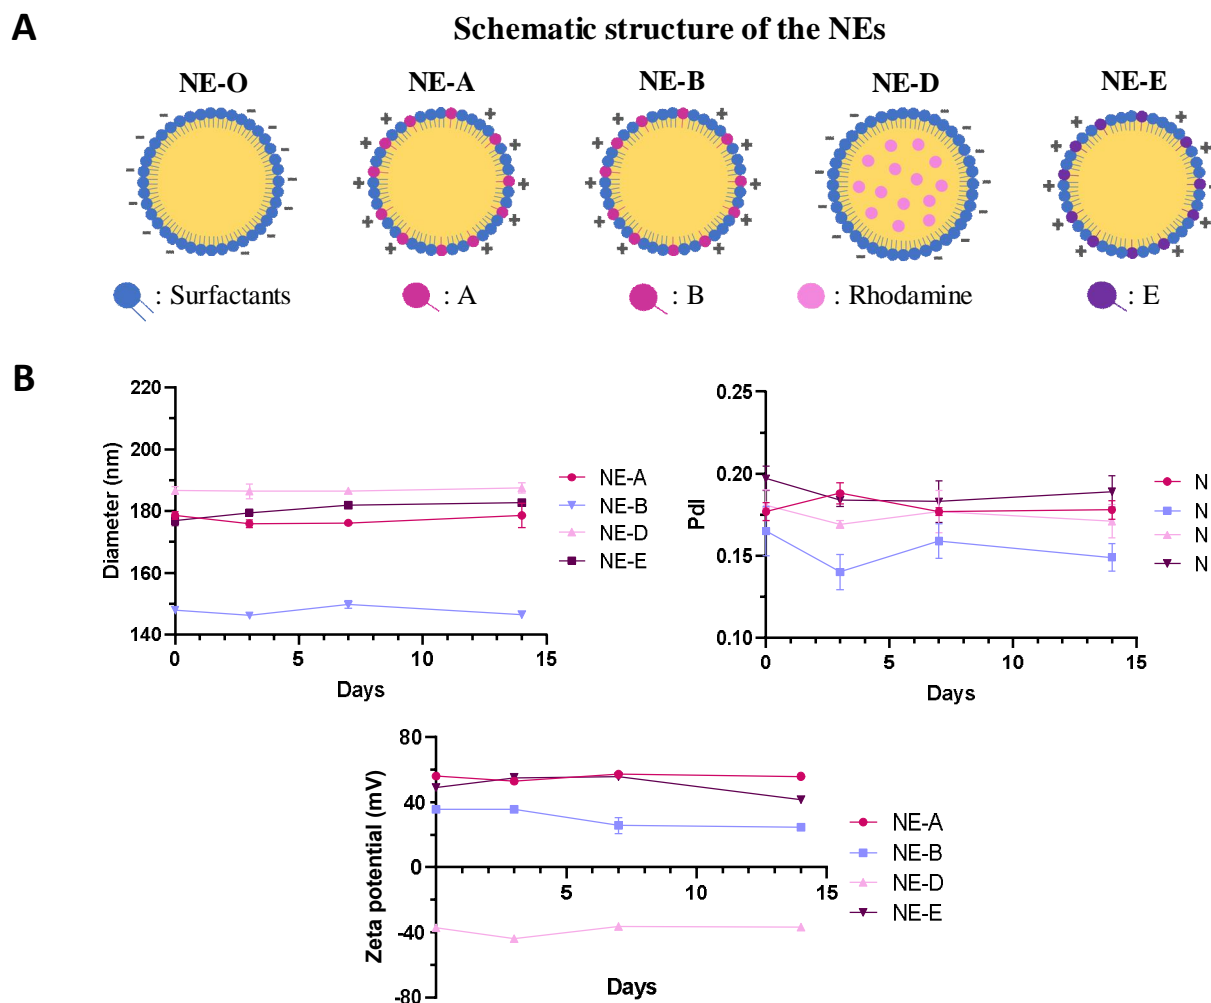 A
Schematic structure of the NEs
NE-O
NE-A
NE-B
NE-D
NE-E
: Surfactants
: A
: B
: Rhodamine
: E
B
220
200
180
160
140
Diameter (nm)
0
5
10
15
Days
NE-A
NE-B
NE-D
NE-E
0.25
0.20
0.15
0.10
PdI
0
5
10
15
Days
N
N
N
N
80
40
0
-40
-80
Zeta potential (mV)
5
10
15
Days
NE-A
NE-B
NE-D
NE-E